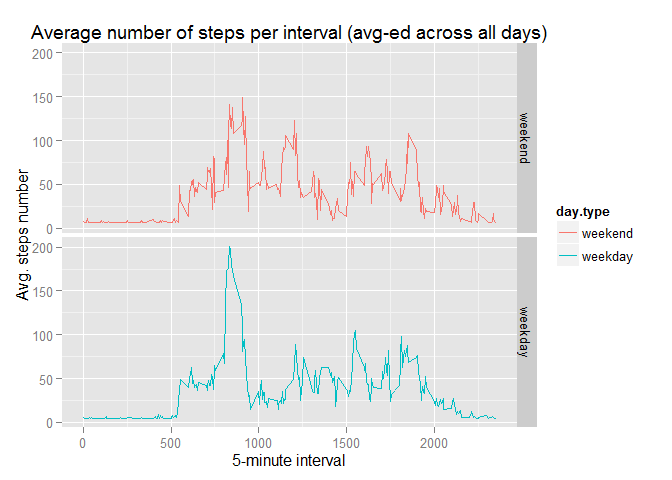 Average number of steps per interval (avg-ed across all days)
200
150
100
50
0
weekend
200
150
100
50
0
weekday
Avg. steps number
0
500
1000
1500
2000
5-minute interval
day.type
weekend
weekday